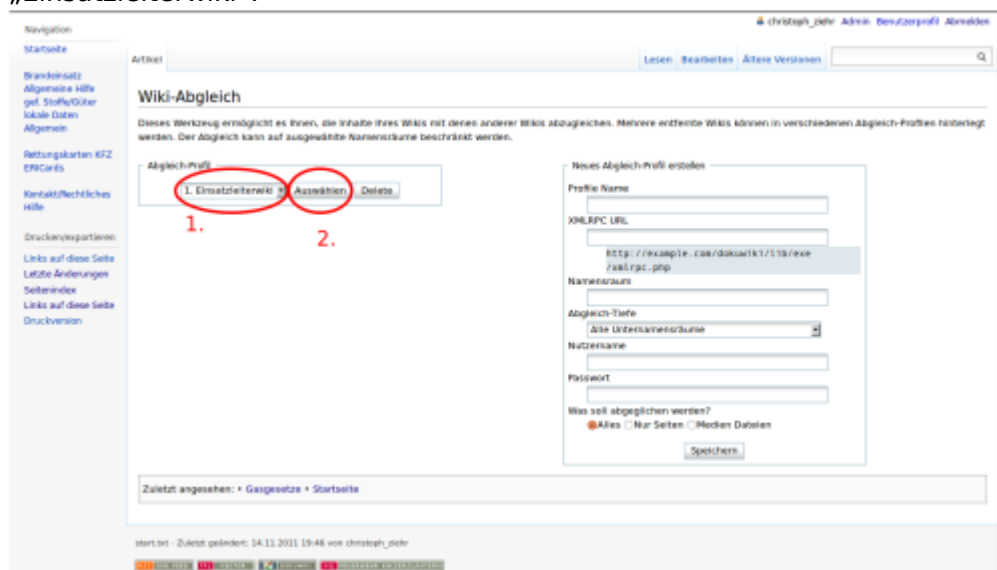 „Einsatzleiterwiki“.
Navigation
christoph_ziehr Admin Benutzerprofil Abmelden
Startseite
Artikel
Lesen Bearbeiten Ältere Versionen
Brandeinsatz
Allgemeine Hilfe
gef. Stoffe/Güter
lokale Daten
Allgemein
Rettungskarten KFZ
ERICards
Kontakt/Rechtliches
Hilfe
Drucken/exportieren
Links auf diese Seite
Letzte Änderungen
Seitenindex
Links auf diese Seite
Druckversion
Wiki-Abgleich
Dieses Werkzeug ermöglicht es Ihnen, die Inhalte Ihres Wikis mit denen anderer Wikis abzugleichen. Mehrere entfernte Wikis können in verschiedenen Abgleich-Profilen hinterlegt
werden. Der Abgleich kann auf ausgewählte Namensräume beschränkt werden.
Abgleich-Profil
1. Einsatzleiterwiki Auswählen Delete
1.
2.
Neues Abgleich-Profil erstellen
Profile Name
XMLRPC URL
http://example.com/dokuwiki/lib/exe
/xmlrpc.php
Namensraum
Abgleich-Tiefe
Alle Unternamensräume
Nutzername
Passwort
Was soll abgeglichen werden?
Alles Nur Seiten Medien Dateien
Speichern
Zuletzt angesehen: • Gasgesetze • Startseite
start.txt · Zuletzt geändert: 14.11.2011 19:46 von christoph_ziehr